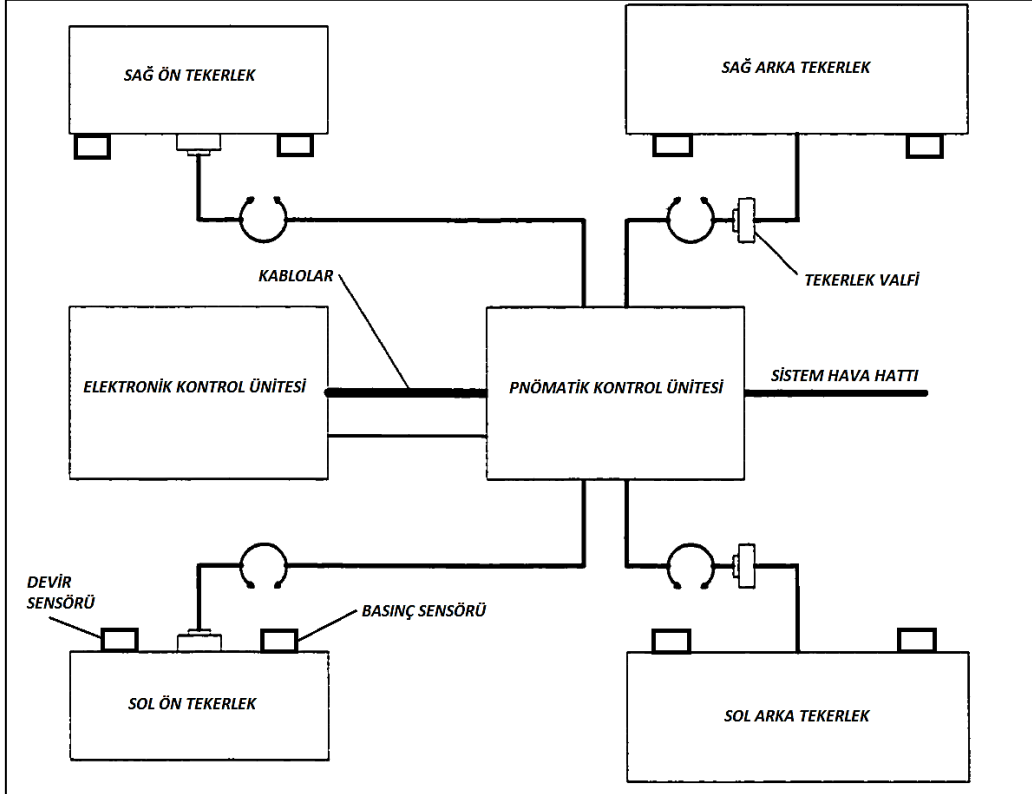 SAĞ ÖN TEKERLEK
SAĞ ARKA TEKERLEK
KABLOLAR
TEKERLEK VALFİ
ELEKTRONİK KONTROL ÜNİTESİ
PNÖMATİK KONTROL ÜNİTESİ
SİSTEM HAVA HATTI
DEVİR
SENSÖRÜ
BASINÇ SENSÖRÜ
SOL ÖN TEKERLEK
SOL ARKA TEKERLEK